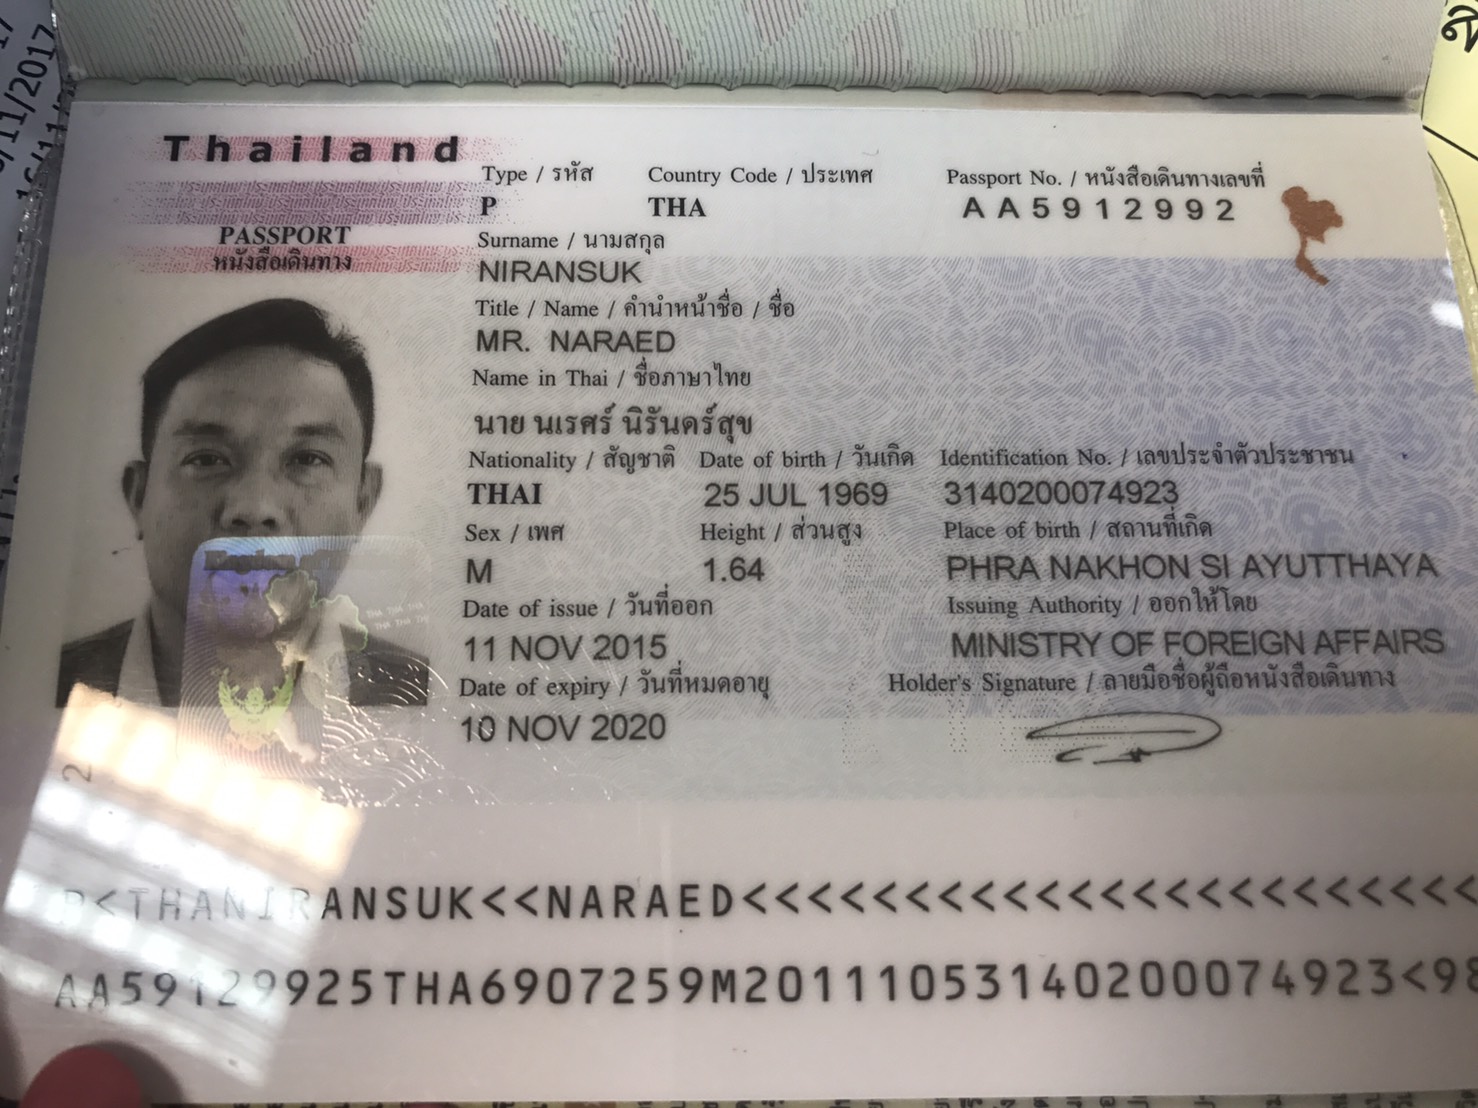 Thailand
PASSPORT
หนังสือเดินทาง
Type / รหัส
P
Country Code / ประเทศ
THA
Passport No. / หนังสือเดินทางเลขที่
AA5912992
Surname / นามสกุล
NIRANSUK
Title / Name / คำนำหน้าชื่อ / ชื่อ
MR. NARAED
Name in Thai / ชื่อภาษาไทย
นาย นเรศร์ นิรันดร์สุข
Nationality / สัญชาติ Date of birth / วันเกิด Identification No. / เลขประจำตัวประชาชน
THAI 25 JUL 1969 3140200074923
Sex / เพศ Height / ส่วนสูง Place of birth / สถานที่เกิด
M 1.64 PHRA NAKHON SI AYUTTHAYA
Date of issue / วันที่ออก Issuing Authority / ออกให้โดย
11 NOV 2015 MINISTRY OF FOREIGN AFFAIRS
Date of expiry / วันที่หมดอายุ Holder's Signature / ลายมือชื่อผู้ถือหนังสือเดินทาง
10 NOV 2020
2
P<THANIRANSUK<<NARAED<<<<<<<<<<<<<<<<<<<<<<<
AA59129925THA6907259M20111053140200074923<98